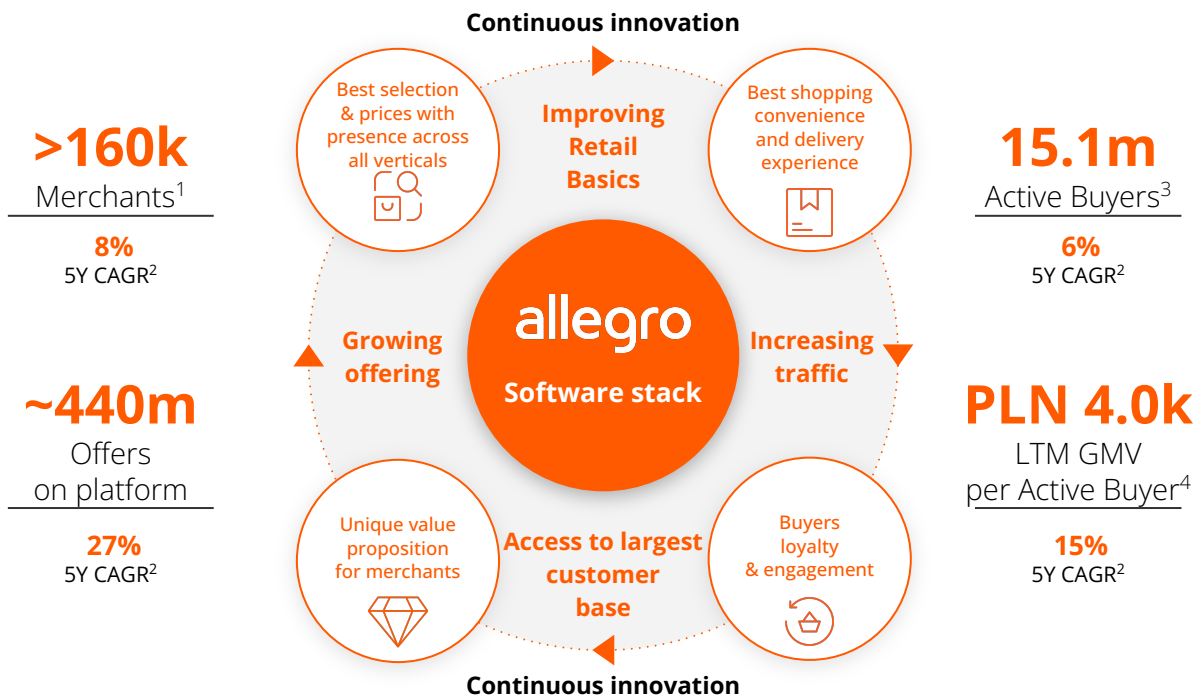 Continuous innovation
>160k
Merchants¹
8%
5Y CAGR²
~440m
Offers
on platform
27%
5Y CAGR²
Best selection
& prices with
presence across
all verticals
Improving
Retail
Basics
Best shopping
convenience
and delivery
experience
Growing
offering
allegro
Software stack
Increasing
traffic
Unique value
proposition
for merchants
Access to largest
customer
base
Buyers
loyalty
& engagement
15.1m
Active Buyers³
6%
5Y CAGR²
PLN 4.0k
LTM GMV
per Active Buyer⁴
15%
5Y CAGR²
Continuous innovation